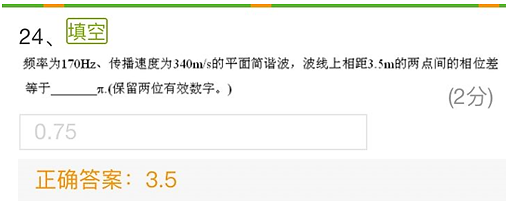 24、填空
频率为170Hz、传播速度为340m/s的平面简谐波，波线上相距3.5m的两点间的相位差
等于______π.(保留两位有效数字。)
(2分)
0.75
正确答案：3.5